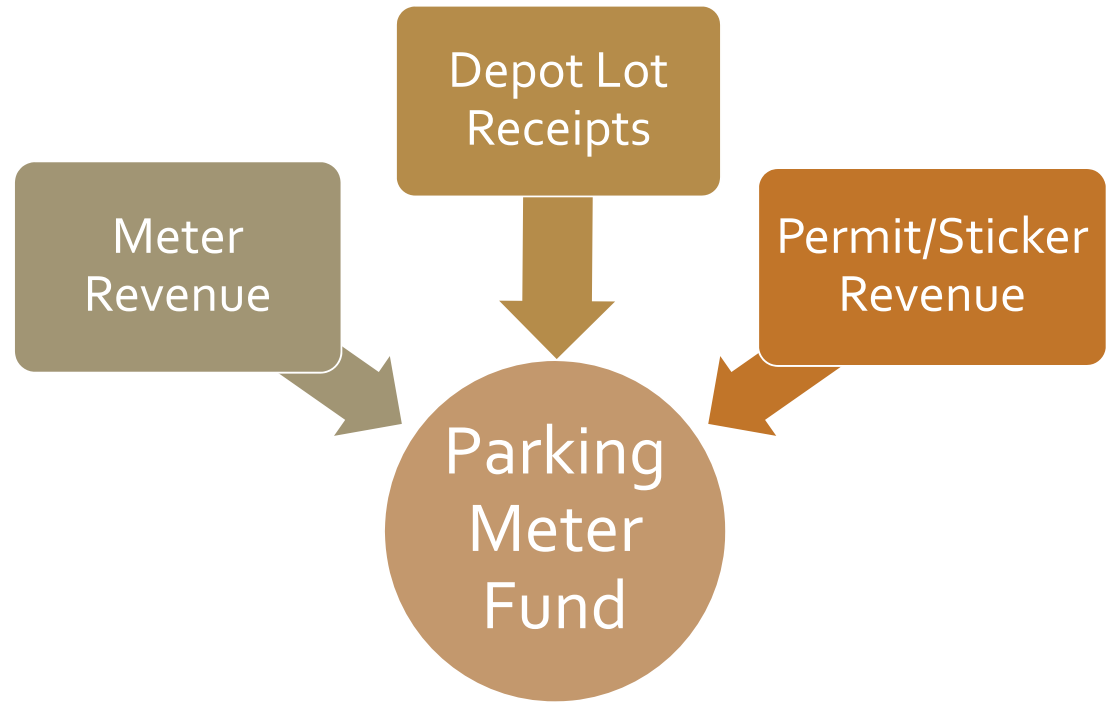 Depot Lot
Receipts
Meter
Revenue
Permit/Sticker
Revenue
Parking
Meter
Fund